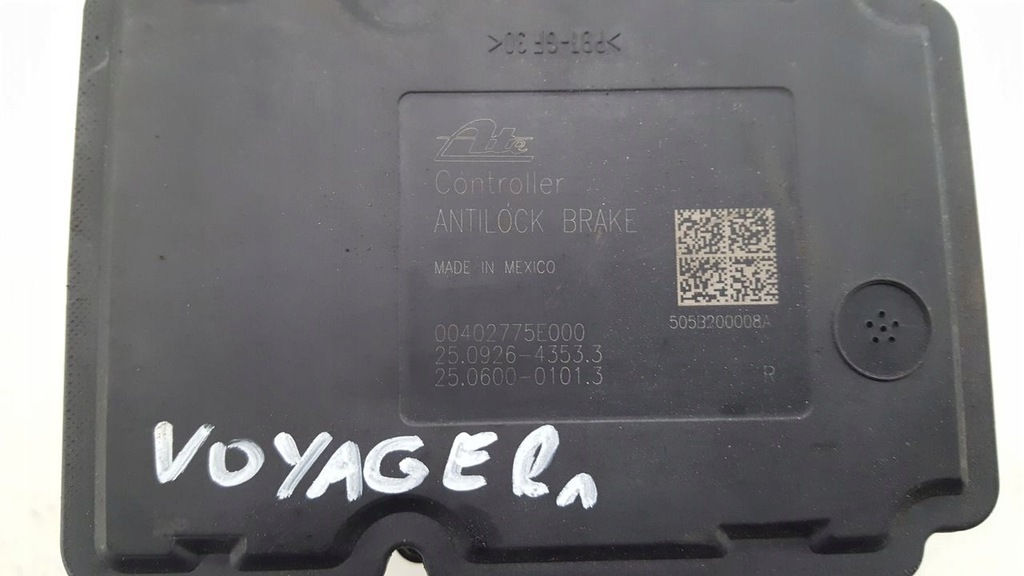 >PBT-GF30<
Ate
Controller
ANTILOCK BRAKE
MADE IN MEXICO
505B200008A
00402775E000
25.0926-4353.3
25.0600-0101.3
R
VOYAGER